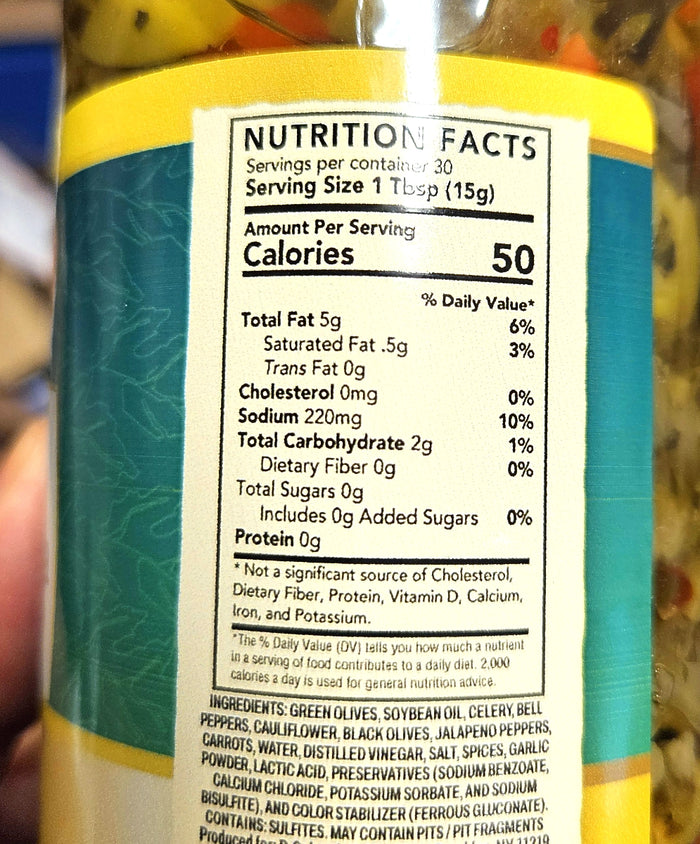 NUTRITION FACTS
Servings per container 30
Serving Size 1 Tbsp (15g)
Amount Per Serving
Calories 50
% Daily Value*
Total Fat 5g 6%
Saturated Fat .5g 3%
Trans Fat 0g
Cholesterol 0mg 0%
Sodium 220mg 10%
Total Carbohydrate 2g 1%
Dietary Fiber 0g 0%
Total Sugars 0g
Includes 0g Added Sugars 0%
Protein 0g
* Not a significant source of Cholesterol,
Dietary Fiber, Protein, Vitamin D, Calcium,
Iron, and Potassium.
*The % Daily Value (DV) tells you how much a nutrient
in a serving of food contributes to a daily diet. 2,000
calories a day is used for general nutrition advice.
INGREDIENTS: GREEN OLIVES, SOYBEAN OIL, CELERY, BELL
PEPPERS, CAULIFLOWER, BLACK OLIVES, JALAPENO PEPPERS,
CARROTS, WATER, DISTILLED VINEGAR, SALT, SPICES, GARLIC
POWDER, LACTIC ACID, PRESERVATIVES (SODIUM BENZOATE,
CALCIUM CHLORIDE, POTASSIUM SORBATE, AND SODIUM
BISULFITE), AND COLOR STABILIZER (FERROUS GLUCONATE).
CONTAINS: SULFITES. MAY CONTAIN PITS / PIT FRAGMENTS
Produced for: